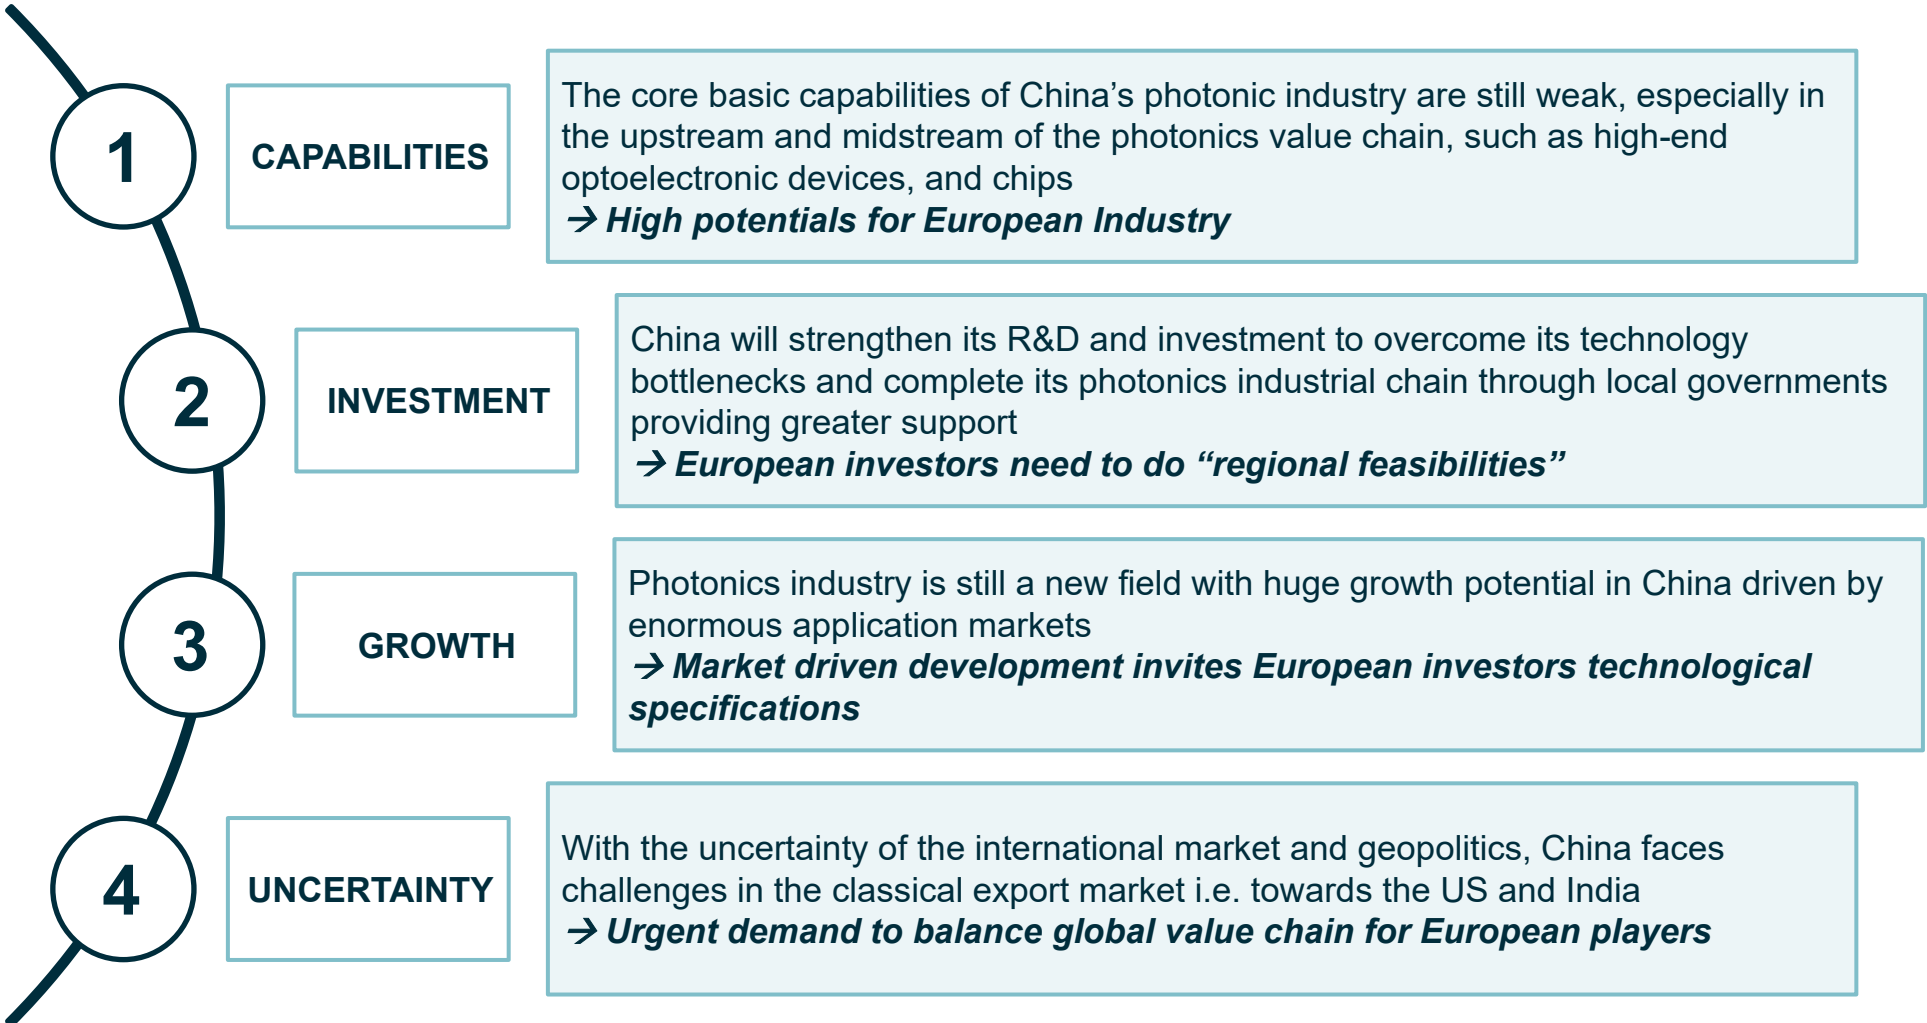 1
CAPABILITIES
The core basic capabilities of China’s photonic industry are still weak, especially in
the upstream and midstream of the photonics value chain, such as high-end
optoelectronic devices, and chips
→ High potentials for European Industry
2
INVESTMENT
China will strengthen its R&D and investment to overcome its technology
bottlenecks and complete its photonics industrial chain through local governments
providing greater support
→ European investors need to do “regional feasibilities”
3
GROWTH
Photonics industry is still a new field with huge growth potential in China driven by
enormous application markets
→ Market driven development invites European investors technological
specifications
4
UNCERTAINTY
With the uncertainty of the international market and geopolitics, China faces
challenges in the classical export market i.e. towards the US and India
→ Urgent demand to balance global value chain for European players